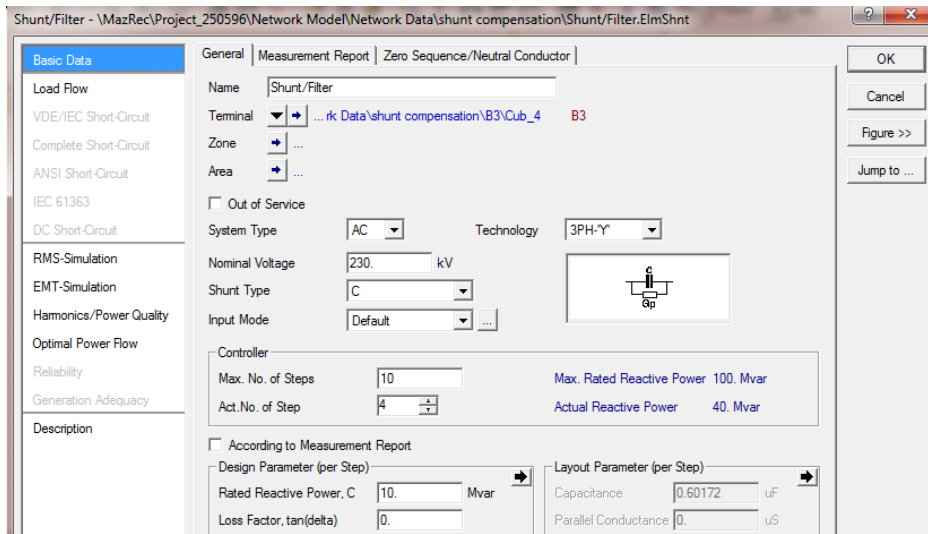 Shunt/Filter - \MazRec\Project_250596\Network Model\Network Data\shunt compensation\Shunt/Filter.ElmShnt
?
X
Basic Data
Load Flow
VDE/IEC Short-Circuit
Complete Short-Circuit
ANSI Short-Circuit
IEC 61363
DC Short-Circuit
RMS-Simulation
EMT-Simulation
Harmonics/Power Quality
Optimal Power Flow
Reliability
Generation Adequacy
Description
General Measurement Report Zero Sequence/Neutral Conductor
Name Shunt/Filter
Terminal ... rk Data\shunt compensation\B3\Cub_4 B3
Zone ...
Area ...
Out of Service
System Type AC Technology 3PH-'Y'
Nominal Voltage 230. kV
Shunt Type C
Input Mode Default ...
C
Gp
Controller
Max. No. of Steps 10 Max. Rated Reactive Power 100. Mvar
Act.No. of Step 4 Actual Reactive Power 40. Mvar
According to Measurement Report
Design Parameter (per Step)
Rated Reactive Power, C 10. Mvar
Loss Factor, tan(delta) 0.
Layout Parameter (per Step)
Capacitance 0.60172 uF
Parallel Conductance 0. uS
OK
Cancel
Figure >>
Jump to ...